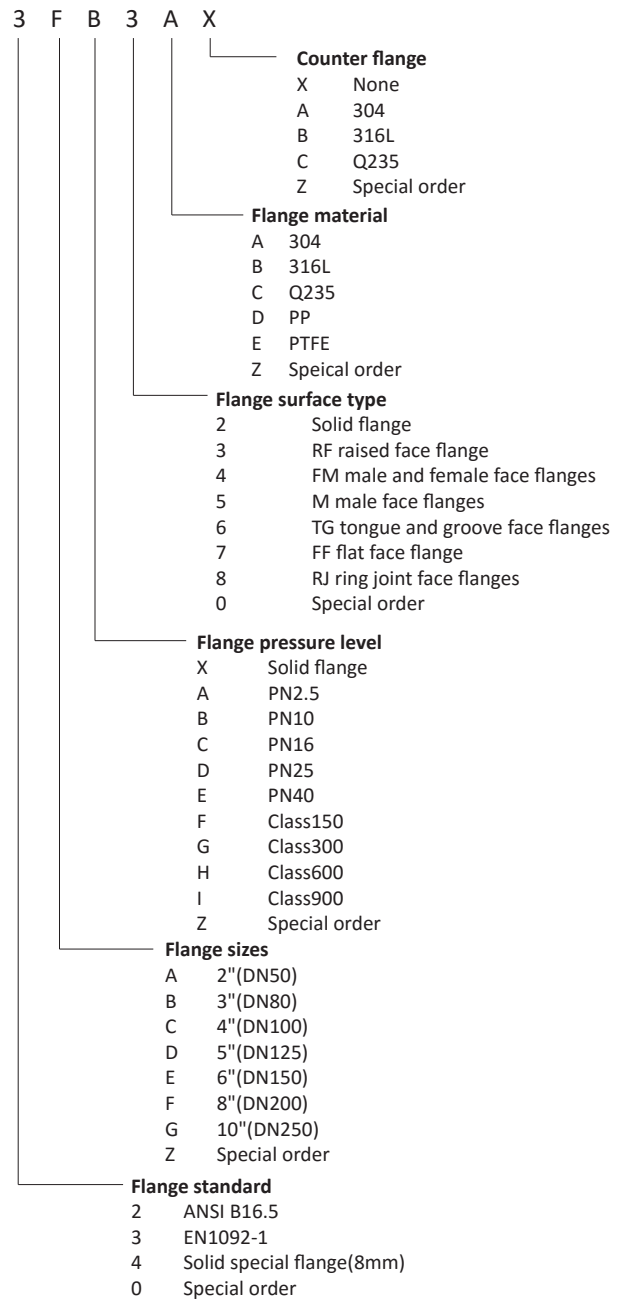 3 F B 3 A X
Counter flange
X None
A 304
B 316L
C Q235
Z Special order
Flange material
A 304
B 316L
C Q235
D PP
E PTFE
Z Speical order
Flange surface type
2 Solid flange
3 RF raised face flange
4 FM male and female face flanges
5 M male face flanges
6 TG tongue and groove face flanges
7 FF flat face flange
8 RJ ring joint face flanges
0 Special order
Flange pressure level
X Solid flange
A PN2.5
B PN10
C PN16
D PN25
E PN40
F Class150
G Class300
H Class600
I Class900
Z Special order
Flange sizes
A 2"(DN50)
B 3"(DN80)
C 4"(DN100)
D 5"(DN125)
E 6"(DN150)
F 8"(DN200)
G 10"(DN250)
Z Special order
Flange standard
2 ANSI B16.5
3 EN1092-1
4 Solid special flange(8mm)
0 Special order